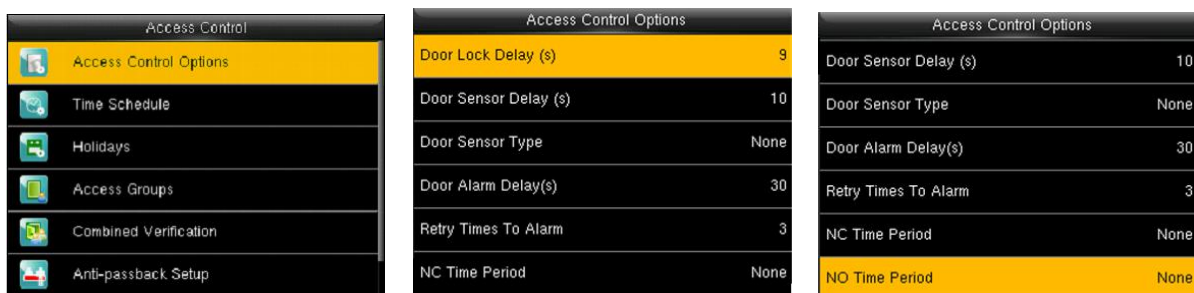 Access Control
Access Control Options
Time Schedule
Holidays
Access Groups
Combined Verification
Anti-passback Setup
Access Control Options
Door Lock Delay (s) 9
Door Sensor Delay (s) 10
Door Sensor Type None
Door Alarm Delay(s) 30
Retry Times To Alarm 3
NC Time Period None
Access Control Options
Door Sensor Delay (s) 10
Door Sensor Type None
Door Alarm Delay(s) 30
Retry Times To Alarm 3
NC Time Period None
NO Time Period None